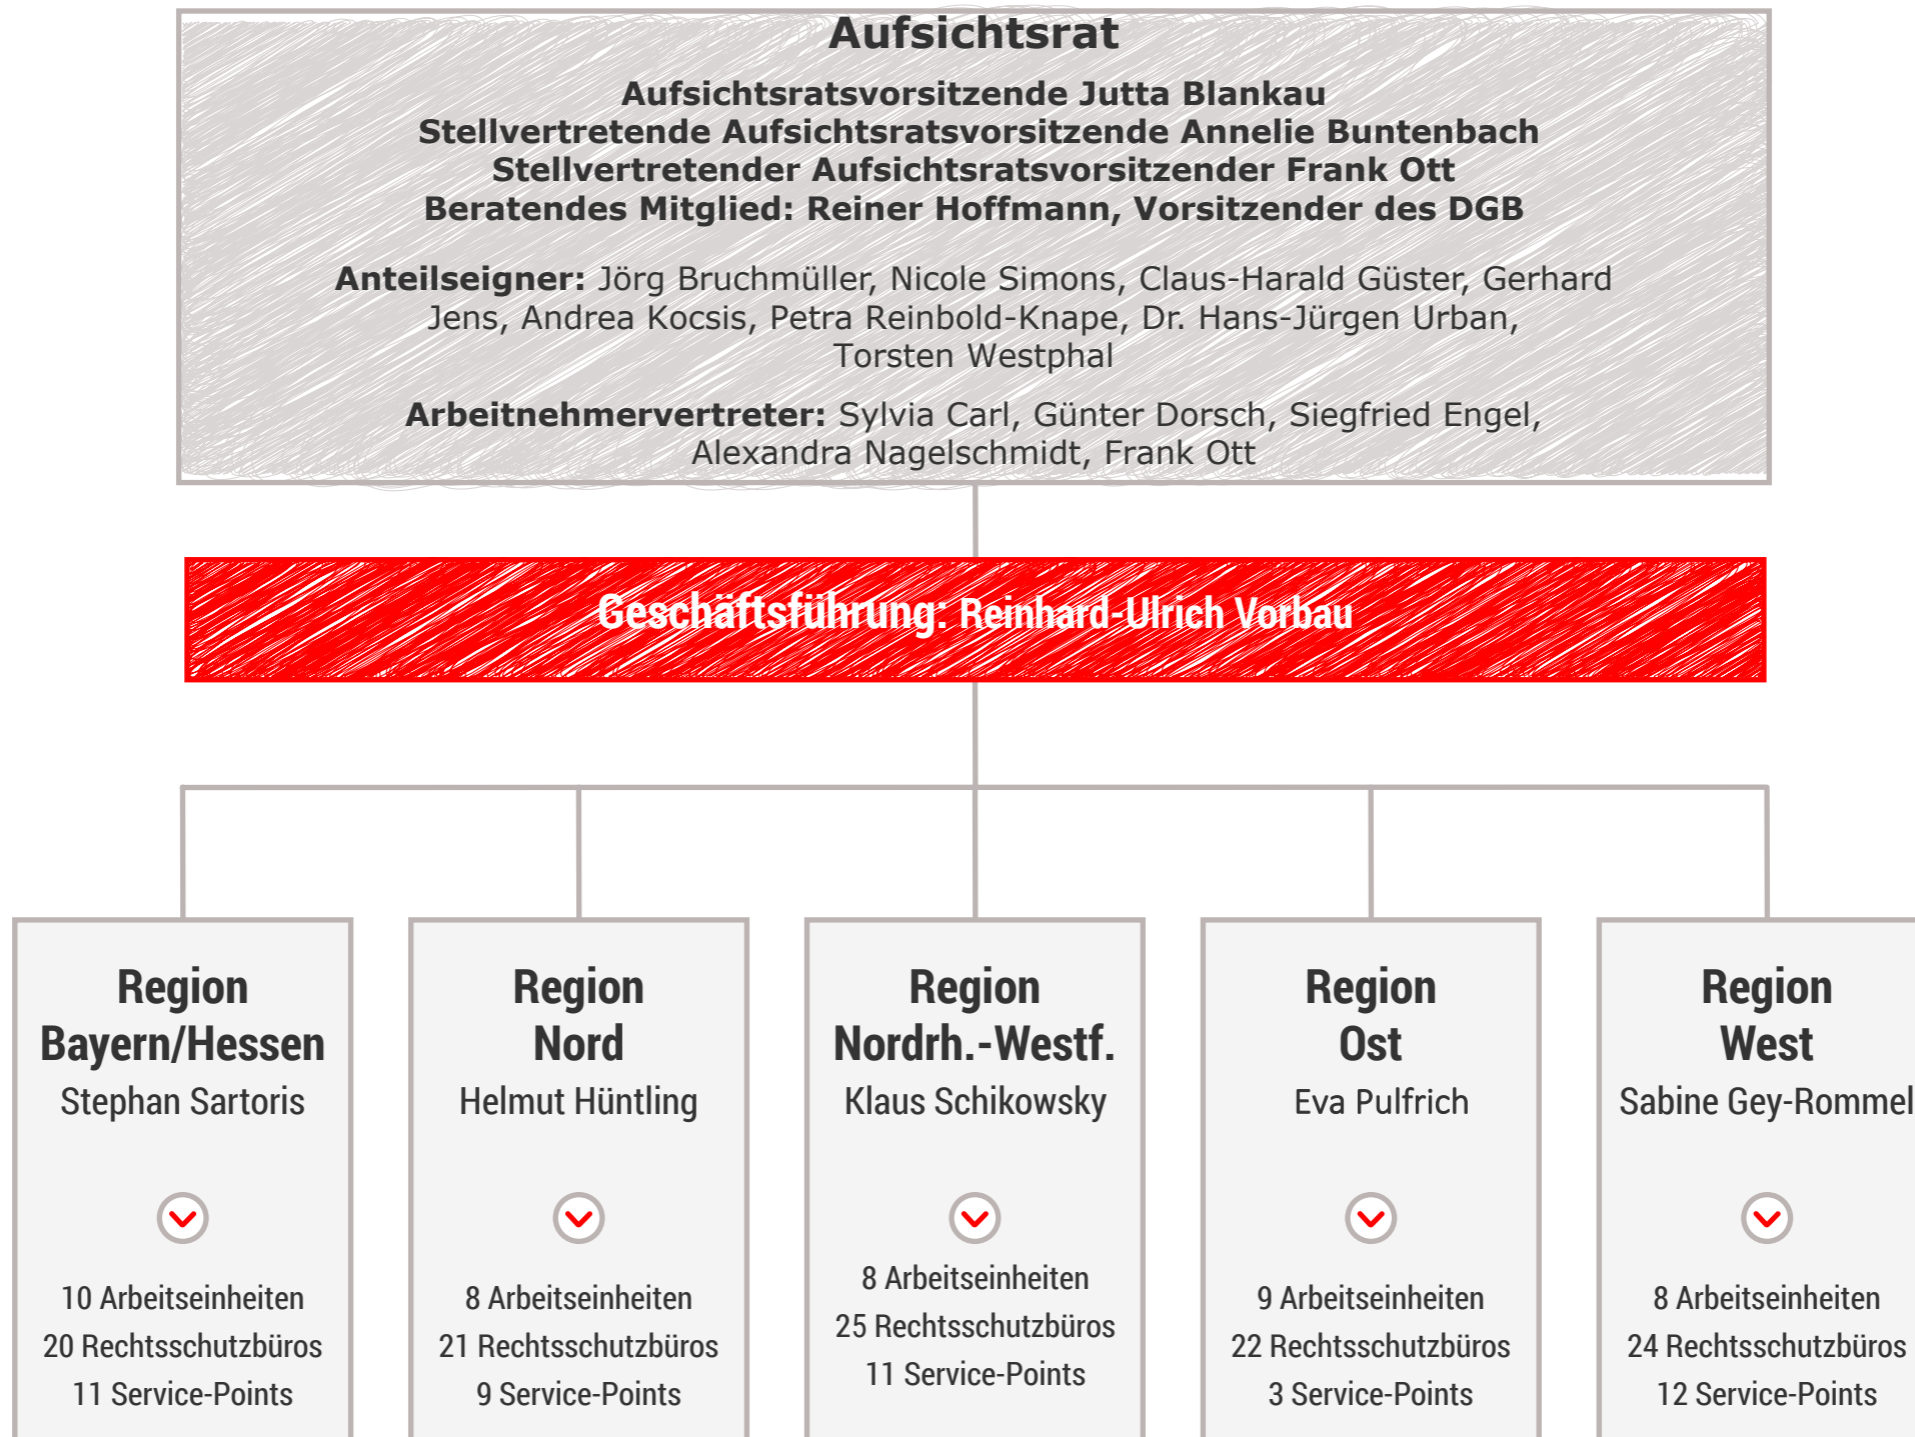 Aufsichtsrat
Aufsichtsratsvorsitzende Jutta Blankau
Stellvertretende Aufsichtsratsvorsitzende Annelie Buntenbach
Stellvertretender Aufsichtsratsvorsitzender Frank Ott
Beratendes Mitglied: Reiner Hoffmann, Vorsitzender des DGB
Anteilseigner: Jörg Bruchmüller, Nicole Simons, Claus-Harald Güster, Gerhard
Jens, Andrea Kocsis, Petra Reinbold-Knape, Dr. Hans-Jürgen Urban,
Torsten Westphal
Arbeitnehmervertreter: Sylvia Carl, Günter Dorsch, Siegfried Engel,
Alexandra Nagelschmidt, Frank Ott
Geschäftsführung: Reinhard-Ulrich Vorbau
Region
Bayern/Hessen
Stephan Sartoris
10 Arbeitseinheiten
20 Rechtsschutzbüros
11 Service-Points
Region
Nord
Helmut Hüntling
8 Arbeitseinheiten
21 Rechtsschutzbüros
9 Service-Points
Region
Nordrh.-Westf.
Klaus Schikowsky
8 Arbeitseinheiten
25 Rechtsschutzbüros
11 Service-Points
Region
Ost
Eva Pulfrich
9 Arbeitseinheiten
22 Rechtsschutzbüros
3 Service-Points
Region
West
Sabine Gey-Rommel
8 Arbeitseinheiten
24 Rechtsschutzbüros
12 Service-Points